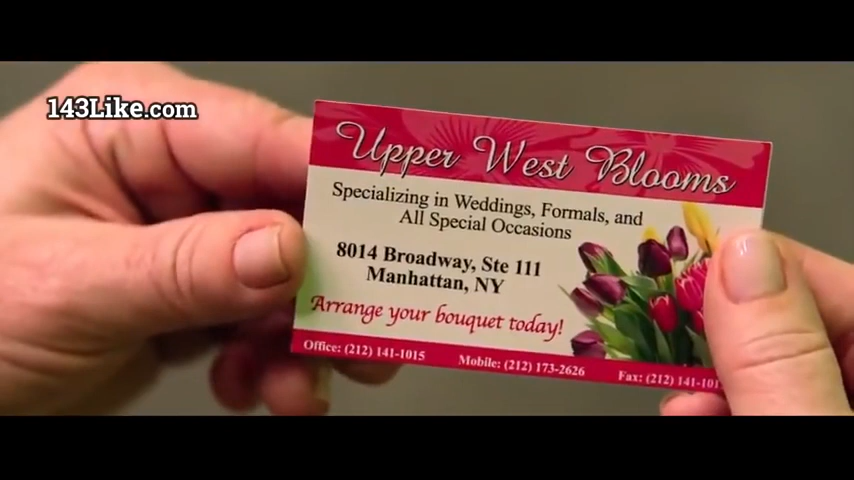 143Like.com
Upper West Blooms
Specializing in Weddings, Formals, and
All Special Occasions
8014 Broadway, Ste 111
Manhattan, NY
Arrange your bouquet today!
Office: (212) 141-1015 Mobile: (212) 173-2626 Fax: (212) 141-101